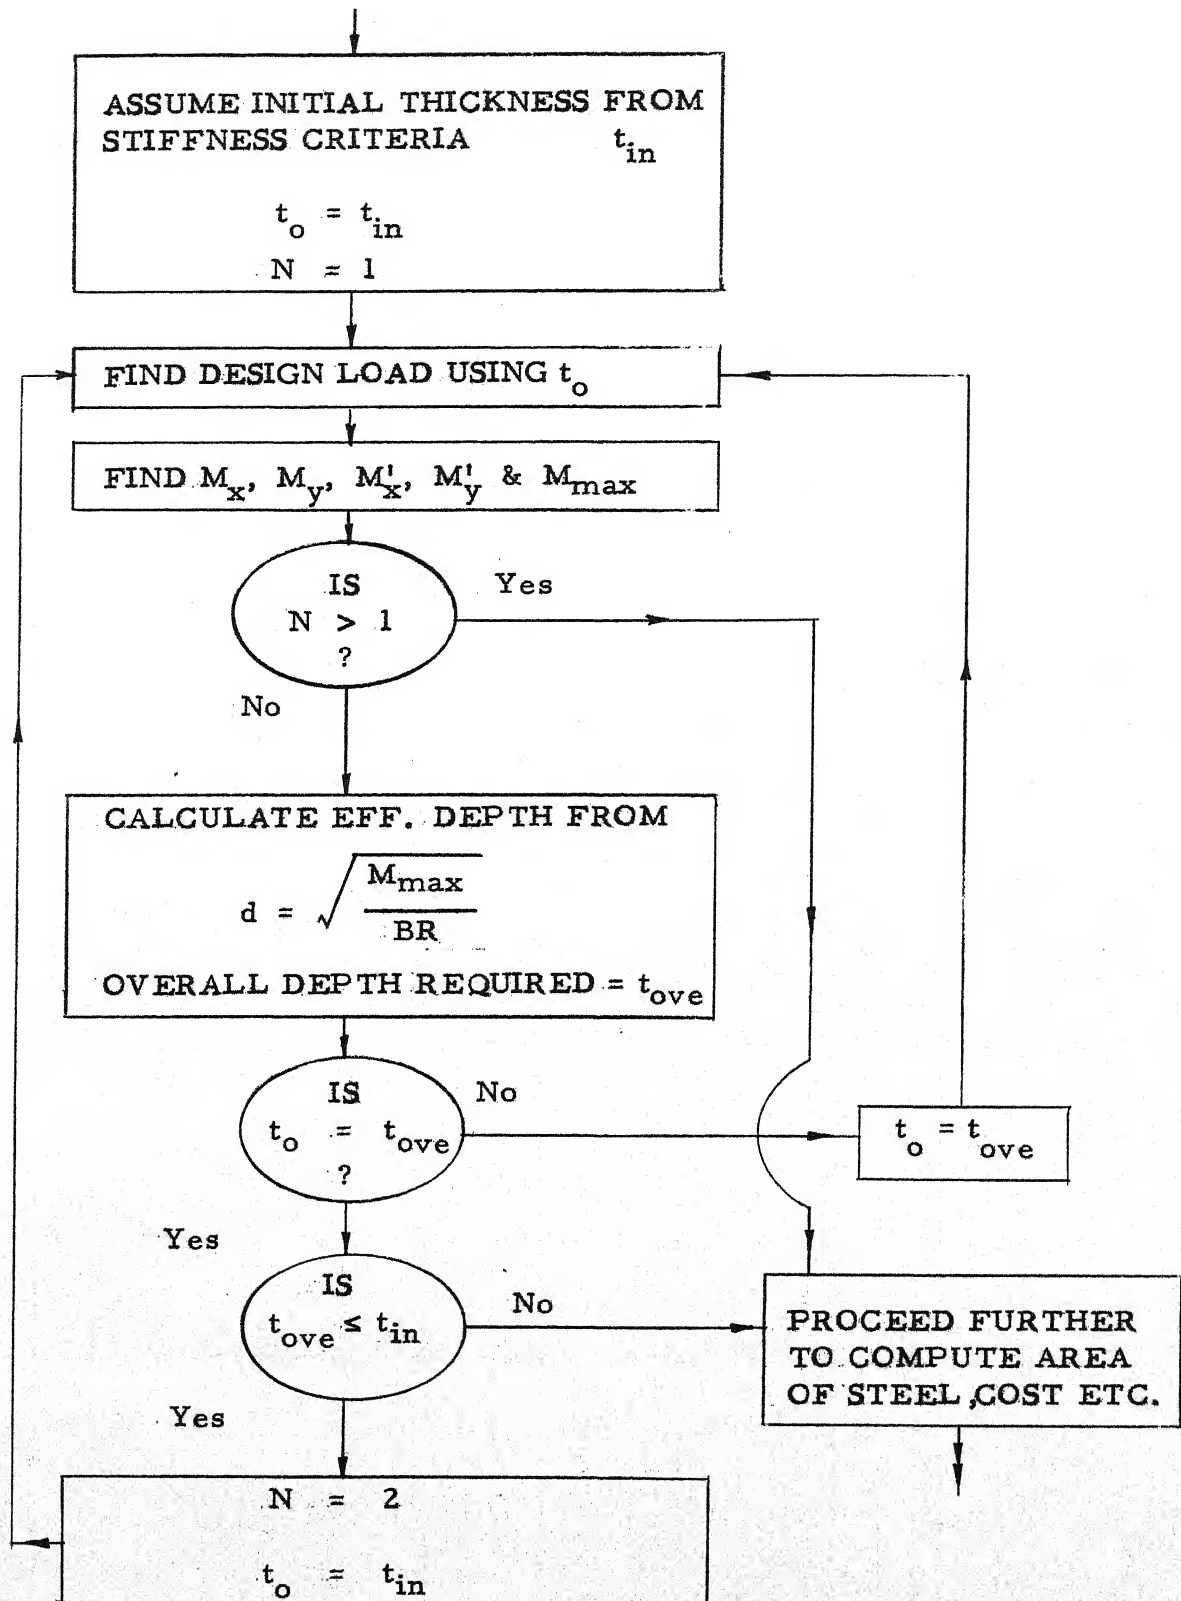 ASSUME INITIAL THICKNESS FROM
STIFFNESS CRITERIA t_in
t_o = t_in
N = 1
FIND DESIGN LOAD USING t_o
FIND M_x, M_y, M'_x, M'_y & M_max
IS
N > 1
?
Yes
No
CALCULATE EFF. DEPTH FROM
d = √(M_max / BR)
OVERALL DEPTH REQUIRED = t_ove
IS
t_o = t_ove
?
No
t_o = t_ove
Yes
IS
t_ove ≤ t_in
No
PROCEED FURTHER
TO COMPUTE AREA
OF STEEL,COST ETC.
Yes
N = 2
t_o = t_in